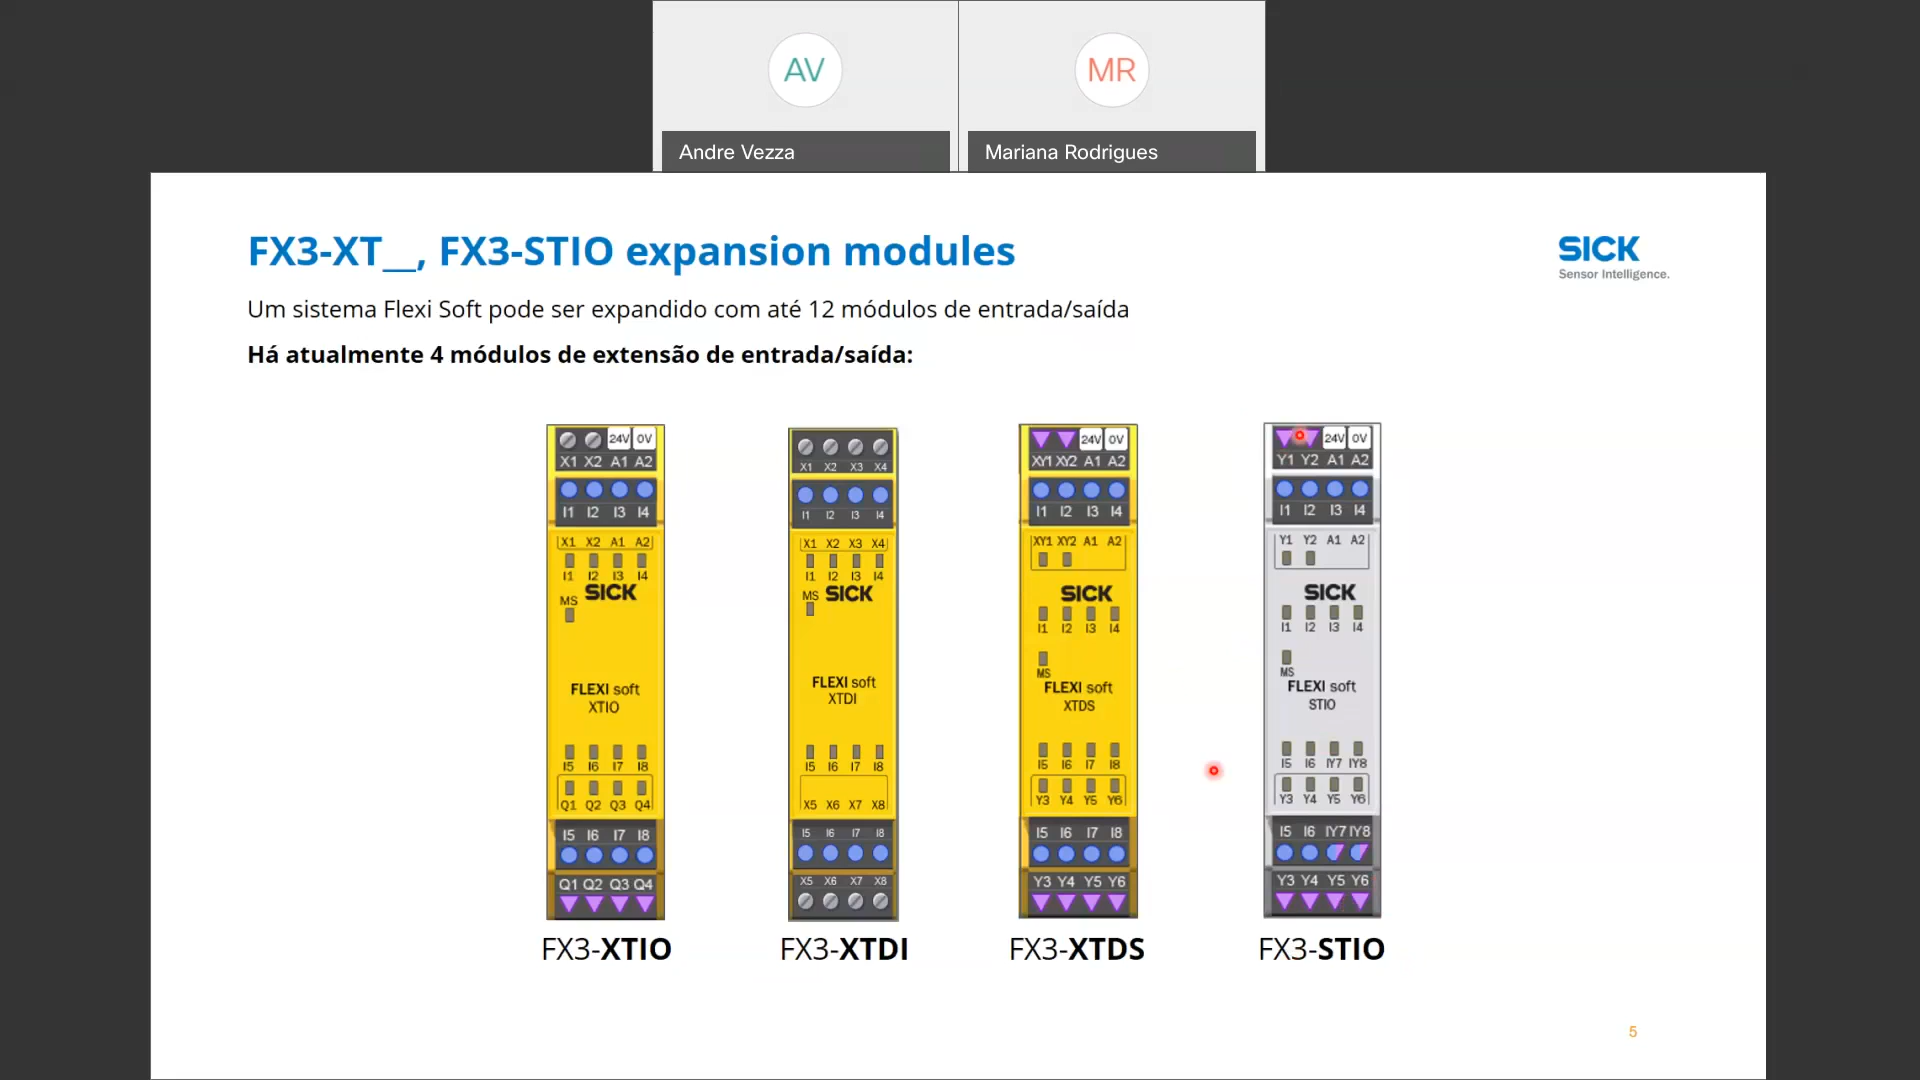 AV
MR
Andre Vezza
Mariana Rodrigues
FX3-XT__, FX3-STIO expansion modules
SICK
Sensor Intelligence.
Um sistema Flexi Soft pode ser expandido com até 12 módulos de entrada/saída
Há atualmente 4 módulos de extensão de entrada/saída:
24V 0V
X1 X2 A1 A2
I1 I2 I3 I4
X1 X2 A1 A2
I1 I2 I3 I4
MS SICK
FLEXI soft
XTIO
I5 I6 I7 I8
Q1 Q2 Q3 Q4
I5 I6 I7 I8
Q1 Q2 Q3 Q4
FX3-XTIO
X1 X2 X3 X4
I1 I2 I3 I4
X1 X2 X3 X4
I1 I2 I3 I4
MS SICK
FLEXI soft
XTDI
I5 I6 I7 I8
X5 X6 X7 X8
I5 I6 I7 I8
X5 X6 X7 X8
FX3-XTDI
24V 0V
XY1 XY2 A1 A2
I1 I2 I3 I4
XY1 XY2 A1 A2
SICK
I1 I2 I3 I4
MS
FLEXI soft
XTDS
I5 I6 I7 I8
Y3 Y4 Y5 Y6
I5 I6 I7 I8
Y3 Y4 Y5 Y6
FX3-XTDS
24V 0V
Y1 Y2 A1 A2
I1 I2 I3 I4
Y1 Y2 A1 A2
SICK
I1 I2 I3 I4
MS
FLEXI soft
STIO
I5 I6 IY7 IY8
Y3 Y4 Y5 Y6
I5 I6 IY7 IY8
Y3 Y4 Y5 Y6
FX3-STIO
5